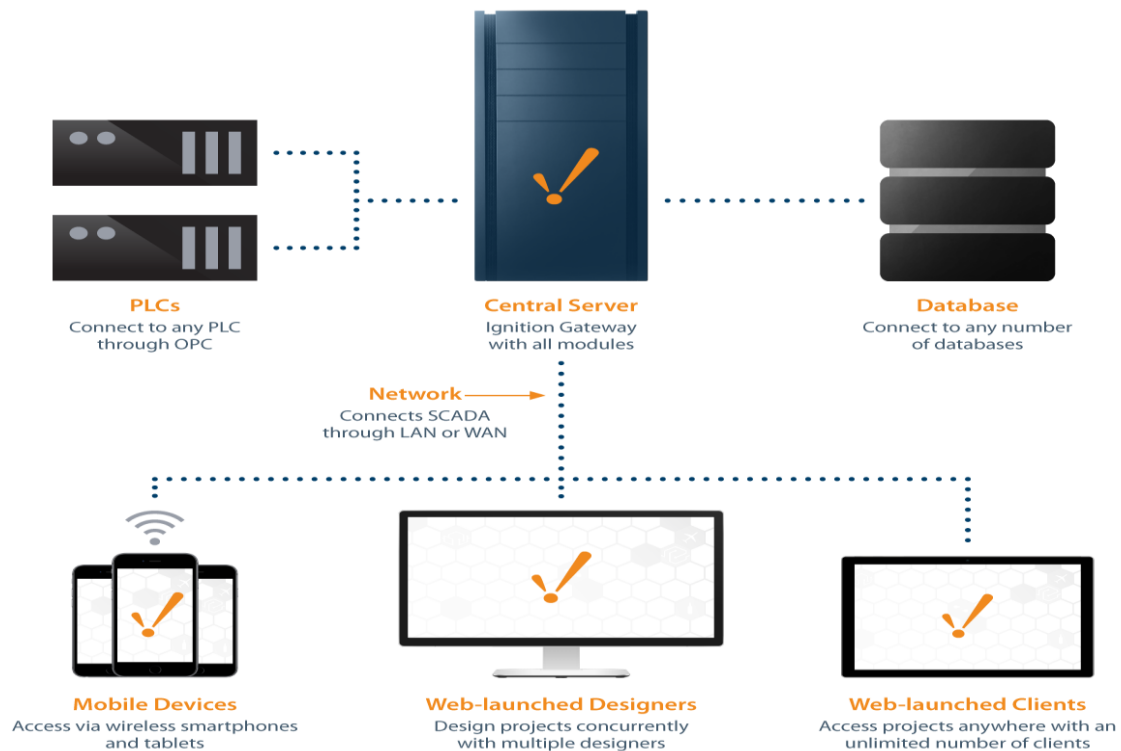 PLCs
Connect to any PLC
through OPC
Central Server
Ignition Gateway
with all modules
Database
Connect to any number
of databases
Network
Connects SCADA
through LAN or WAN
Mobile Devices
Access via wireless smartphones
and tablets
Web-launched Designers
Design projects concurrently
with multiple designers
Web-launched Clients
Access projects anywhere with an
unlimited number of clients